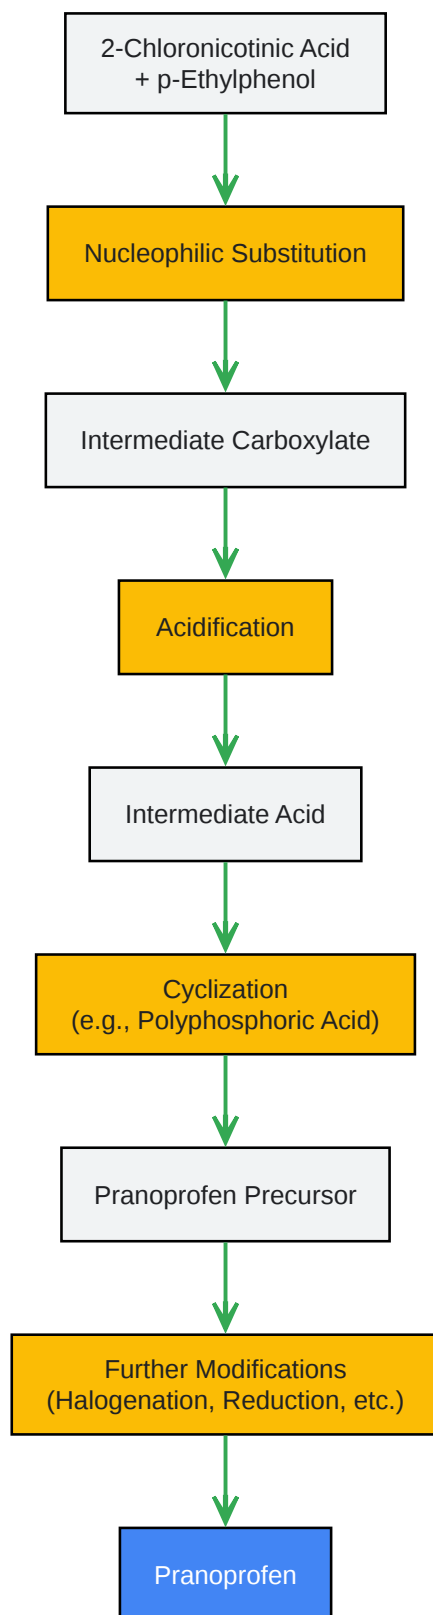 2-Chloronicotinic Acid
+ p-Ethylphenol
Nucleophilic Substitution
Intermediate Carboxylate
Acidification
Intermediate Acid
Cyclization
(e.g., Polyphosphoric Acid)
Pranoprofen Precursor
Further Modifications
(Halogenation, Reduction, etc.)
Pranoprofen